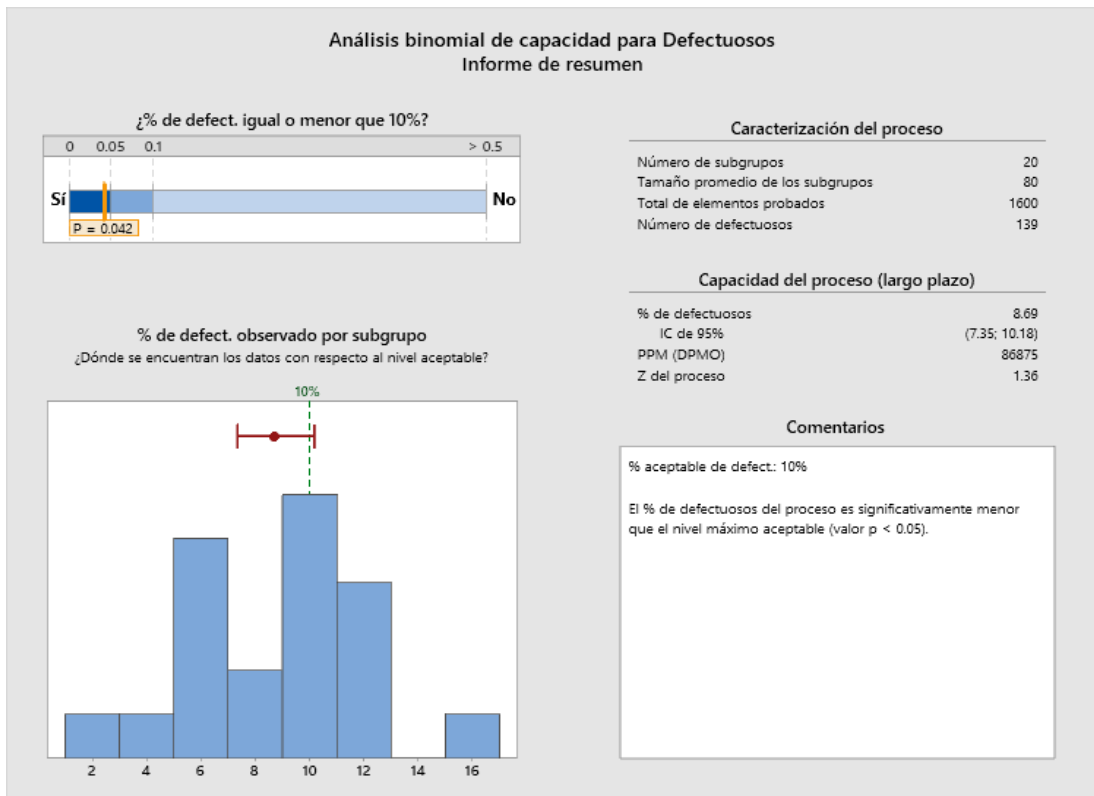 Análisis binomial de capacidad para Defectuosos
Informe de resumen
¿% de defect. igual o menor que 10%?
0 0.05 0.1 > 0.5
Sí No
P = 0.042
% de defect. observado por subgrupo
¿Dónde se encuentran los datos con respecto al nivel aceptable?
10%
2 4 6 8 10 12 14 16
Caracterización del proceso
Número de subgrupos 20
Tamaño promedio de los subgrupos 80
Total de elementos probados 1600
Número de defectuosos 139
Capacidad del proceso (largo plazo)
% de defectuosos 8.69
IC de 95% (7.35; 10.18)
PPM (DPMO) 86875
Z del proceso 1.36
Comentarios
% aceptable de defect.: 10%
El % de defectuosos del proceso es significativamente menor
que el nivel máximo aceptable (valor p < 0.05).